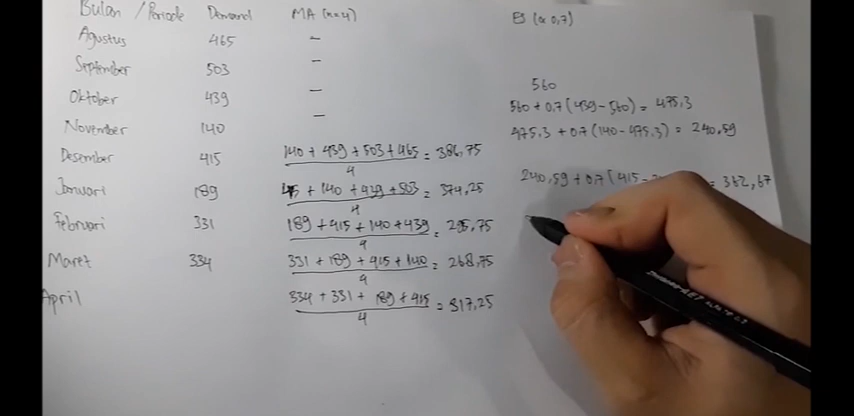 Bulan / Periode Demand MA (n=4) ES (α 0,7)
Agustus 465 -
September 503 -
Oktober 439 - 560
560 + 0.7 (439-560) = 475,3
November 140 -
475.3 + 0.7 (140-475.3) = 240,59
Desember 415 140 + 439 + 503 + 465 / 4 = 386,75
Januari 189 + 140 + 439 + 503 / 4 = 374,25 240,59 + 0.7 (415 - = 362,67
Februari 331 189 + 415 + 140 + 439 / 4 = 295,75
Maret 334 331 + 189 + 415 + 140 / 4 = 268,75
April 334 + 331 + 189 + 415 / 4 = 317,25